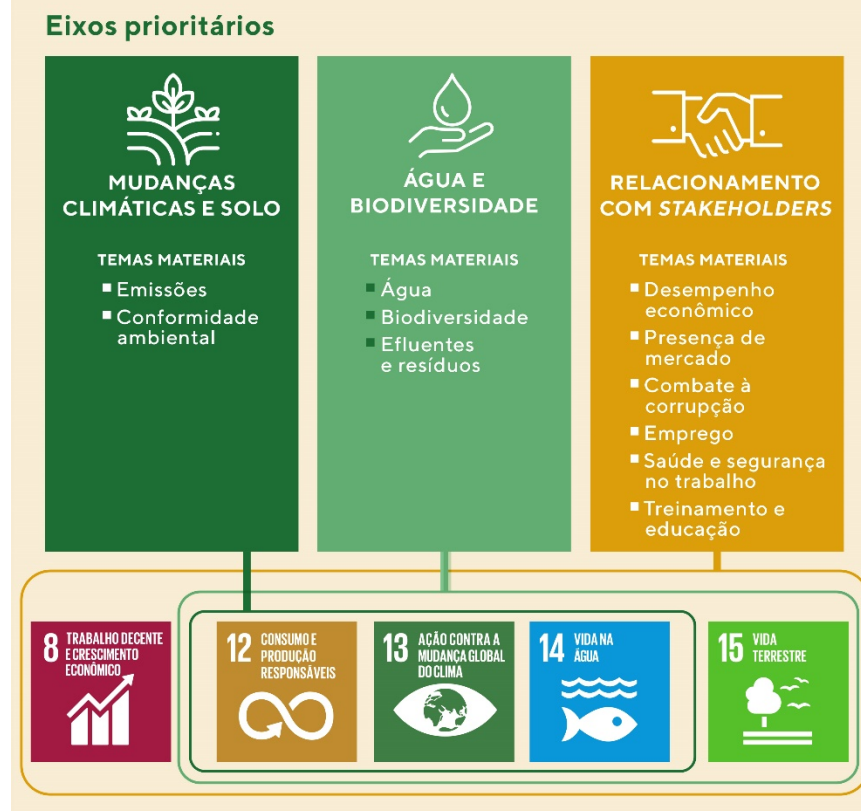 Eixos prioritários
MUDANÇAS
CLIMÁTICAS E SOLO
TEMAS MATERIAIS
Emissões
Conformidade
ambiental
ÁGUA E
BIODIVERSIDADE
TEMAS MATERIAIS
Água
Biodiversidade
Efluentes
e resíduos
RELACIONAMENTO
COM STAKEHOLDERS
TEMAS MATERIAIS
Desempenho
econômico
Presença de
mercado
Combate à
corrupção
Emprego
Saúde e segurança
no trabalho
Treinamento e
educação
8 TRABALHO DECENTE
E CRESCIMENTO
ECONÔMICO
12 CONSUMO E
PRODUÇÃO
RESPONSÁVEIS
13 AÇÃO CONTRA A
MUDANÇA GLOBAL
DO CLIMA
14 VIDA NA
ÁGUA
15 VIDA
TERRESTRE